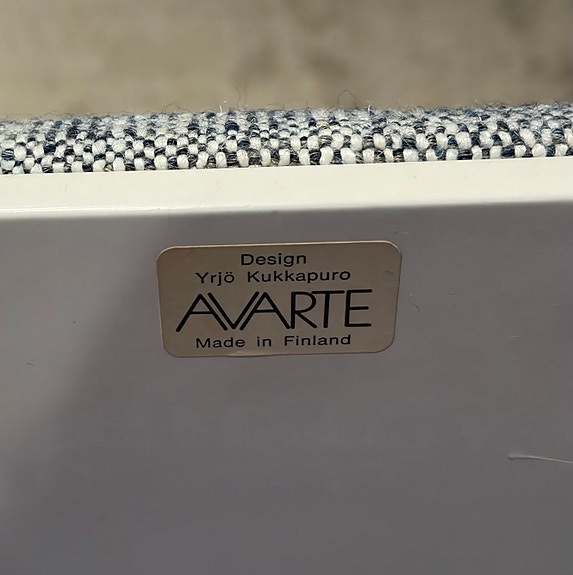 Design
Yrjö Kukkapuro
AVARTE
Made in Finland